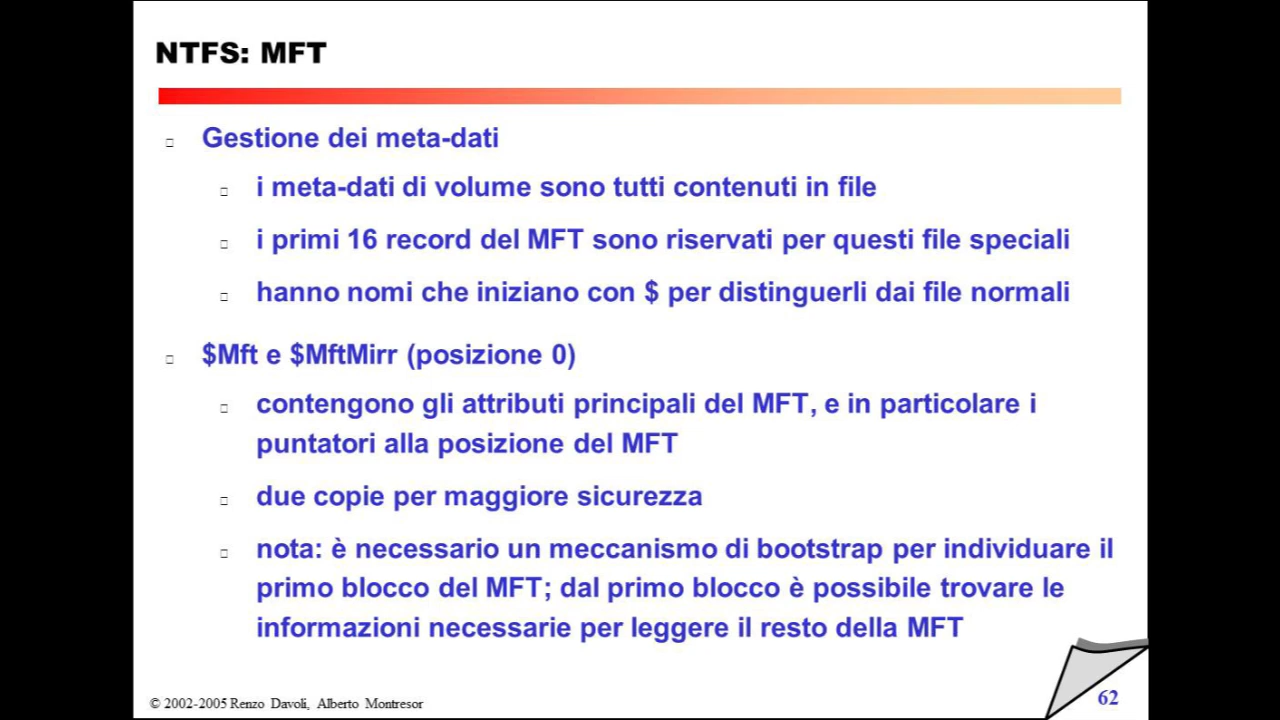 NTFS: MFT
Gestione dei meta-dati
i meta-dati di volume sono tutti contenuti in file
i primi 16 record del MFT sono riservati per questi file speciali
hanno nomi che iniziano con $ per distinguerli dai file normali
$Mft e $MftMirr (posizione 0)
contengono gli attributi principali del MFT, e in particolare i
puntatori alla posizione del MFT
due copie per maggiore sicurezza
nota: è necessario un meccanismo di bootstrap per individuare il
primo blocco del MFT; dal primo blocco è possibile trovare le
informazioni necessarie per leggere il resto della MFT
© 2002-2005 Renzo Davoli, Alberto Montresor
62